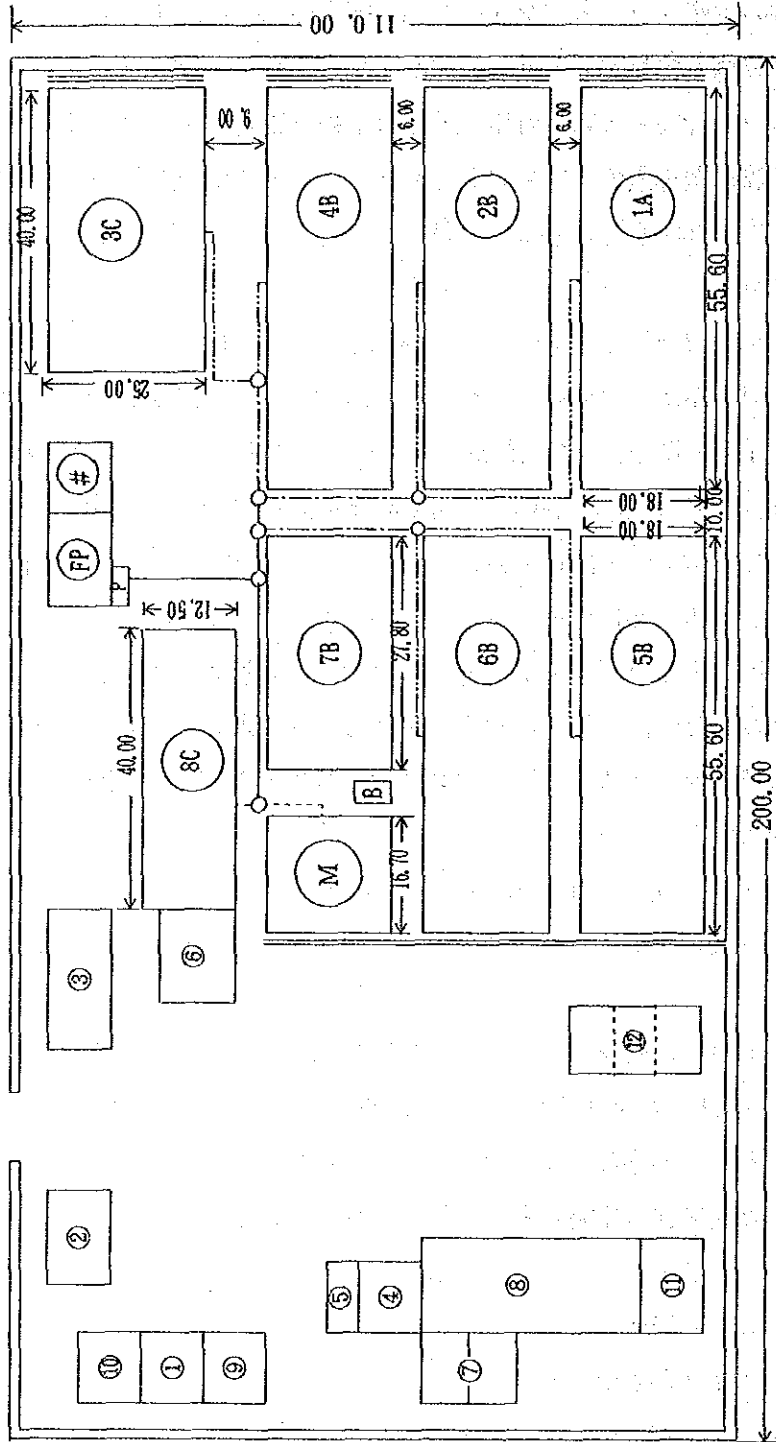 11 0. 00
40.00
3C
25,00
9.00
4B
6.00
2B
6.00
1A
55.60
#
FP
P
12,50
18.00
18.00
10.00
40.00
8C
7B
27.80
6B
5B
55.60
B
M
16.70
200.00
③
⑥
⑫
②
⑩
①
⑨
⑤
④
⑧
⑪
⑦